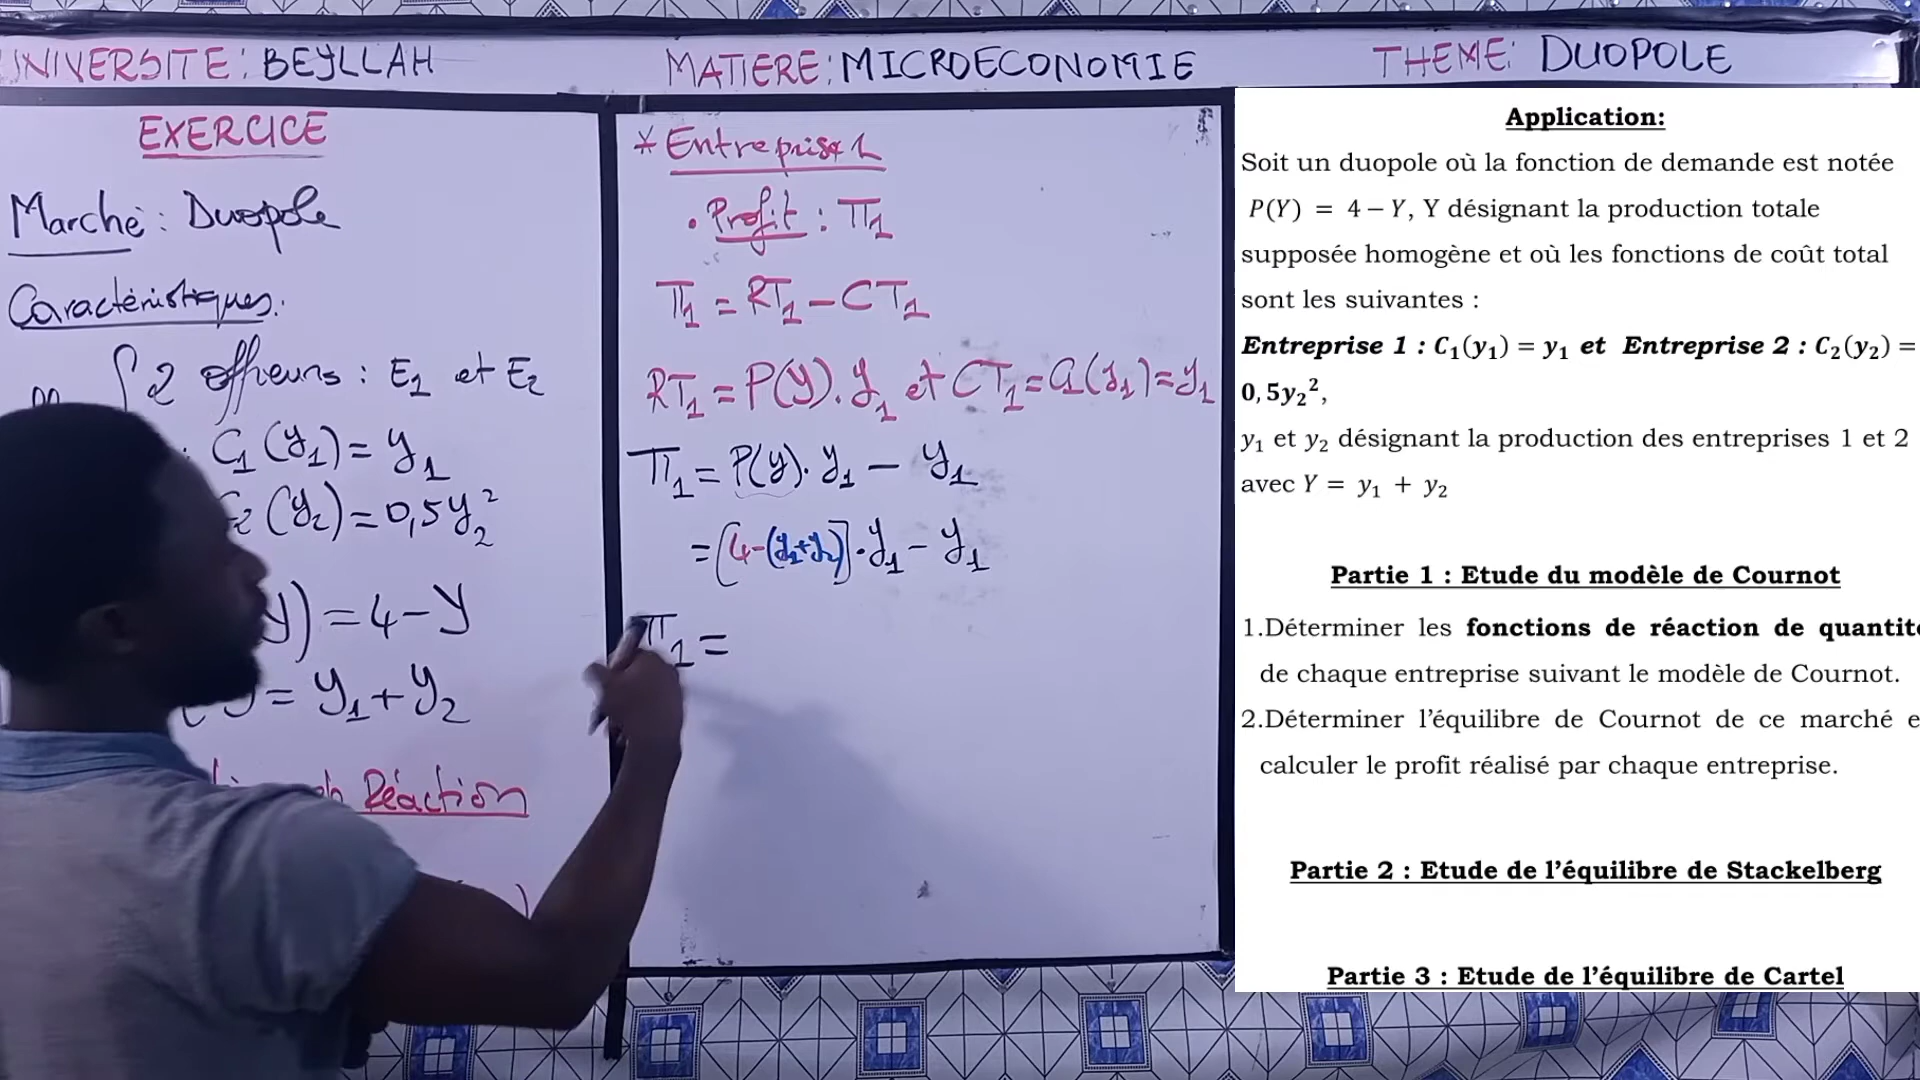 UNIVERSITE: BEYLLAH
MATIERE: MICROECONOMIE
THEME: DUOPOLE
EXERCICE
Marché: Duopole
Caractéristiques:
2 offreurs: E1 et E2
C1(y1) = y1
(y2) = 0,5y2²
y) = 4 - y
y = y1 + y2
Réaction
* Entreprise 1
• Profit: π1
π1 = RT1 - CT1
RT1 = P(y). y1 et CT1 = C1(y1) = y1
π1 = P(y). y1 - y1
= [4-(y1+y2)]. y1 - y1
π1 =
Application:
Soit un duopole où la fonction de demande est notée
P(Y) = 4 – Y, Y désignant la production totale
supposée homogène et où les fonctions de coût total
sont les suivantes :
Entreprise 1 : C₁(y₁) = y₁ et Entreprise 2 : C₂(y₂) =
0,5y₂²,
y₁ et y₂ désignant la production des entreprises 1 et 2
avec Y = y₁ + y₂
Partie 1 : Etude du modèle de Cournot
1.Déterminer les fonctions de réaction de quantité
de chaque entreprise suivant le modèle de Cournot.
2.Déterminer l'équilibre de Cournot de ce marché e
calculer le profit réalisé par chaque entreprise.
Partie 2 : Etude de l'équilibre de Stackelberg
Partie 3 : Etude de l'équilibre de Cartel